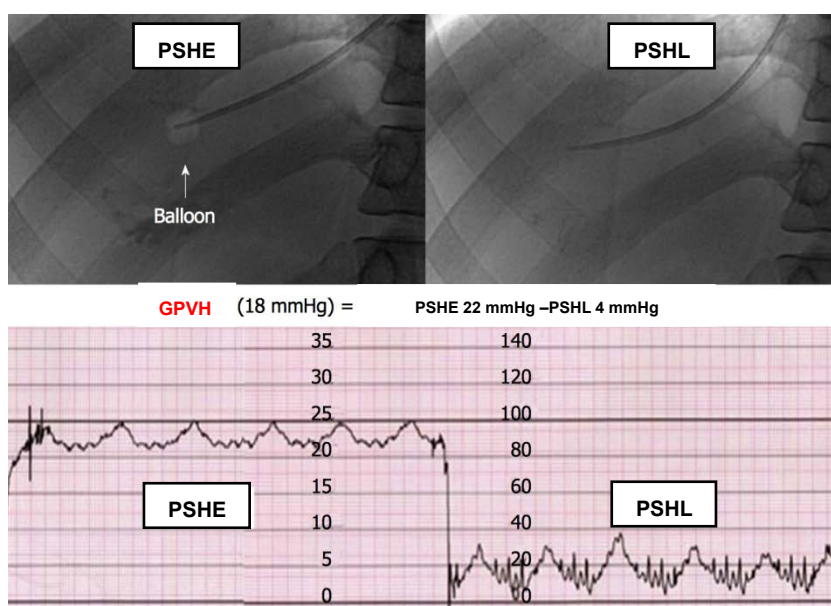 PSHE PSHL
Balloon
GPVH (18 mmHg) = PSHE 22 mmHg –PSHL 4 mmHg
35 140
30 120
25 100
20 80
15 60
PSHE PSHL
10 40
5 20
0 0